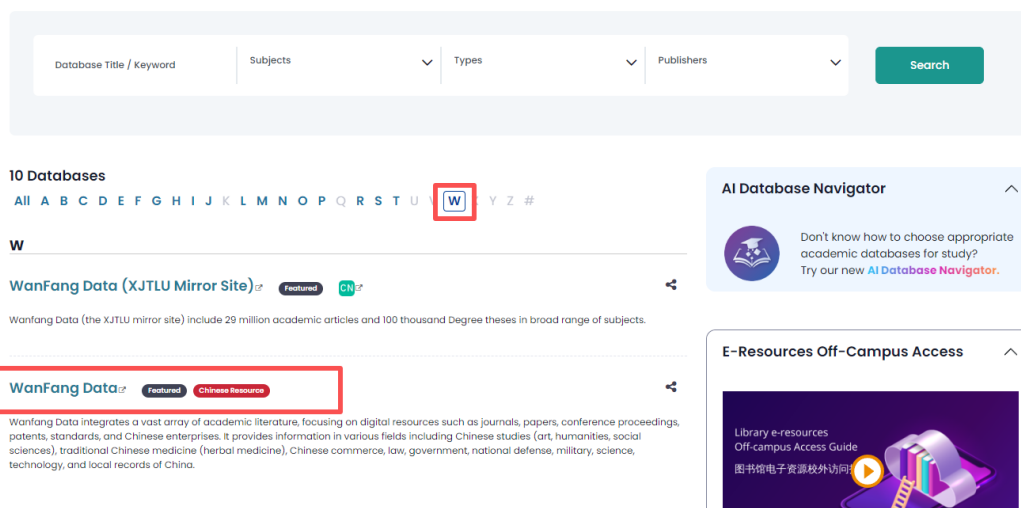 Database Title / Keyword
Subjects
Types
Publishers
Search
10 Databases
All A B C D E F G H I J K L M N O P Q R S T U V W Y Z #
W
WanFang Data (XJTLU Mirror Site) Featured CN
Wanfang Data (the XJTLU mirror site) include 29 million academic articles and 100 thousand Degree theses in broad range of subjects.
WanFang Data Featured Chinese Resource
Wanfang Data integrates a vast array of academic literature, focusing on digital resources such as journals, papers, conference proceedings,
patents, standards, and Chinese enterprises. It provides information in various fields including Chinese studies (art, humanities, social
sciences), traditional Chinese medicine (herbal medicine), Chinese commerce, law, government, national defense, military, science,
technology, and local records of China.
AI Database Navigator
Don't know how to choose appropriate
academic databases for study?
Try our new AI Database Navigator.
E-Resources Off-Campus Access
Library e-resources
Off-campus Access Guide
图书馆电子资源校外访问